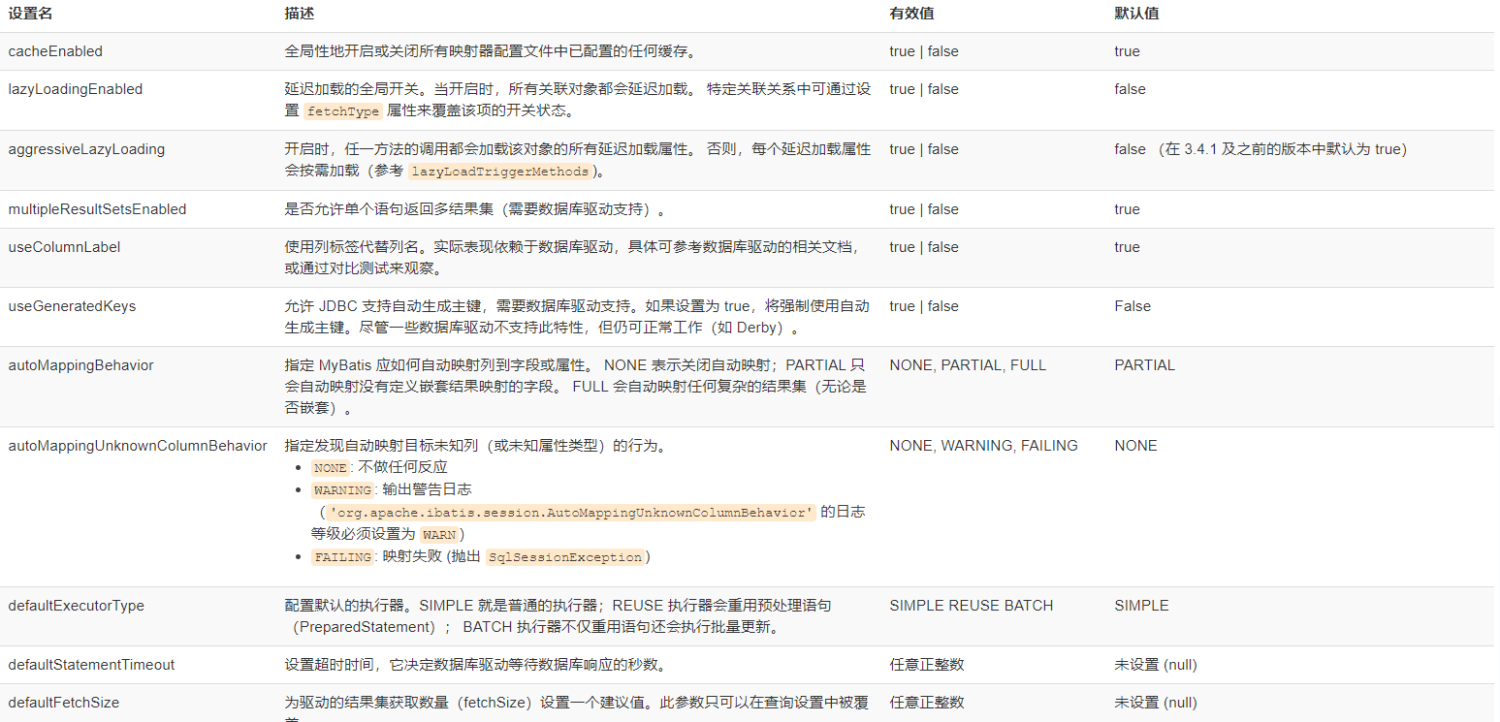 设置名 描述 有效值 默认值
cacheEnabled 全局性地开启或关闭所有映射器配置文件中已配置的任何缓存。 true | false true
lazyLoadingEnabled 延迟加载的全局开关。当开启时，所有关联对象都会延迟加载。 特定关联关系中可通过设 true | false false
置 fetchType 属性来覆盖该项的开关状态。
aggressiveLazyLoading 开启时，任一方法的调用都会加载该对象的所有延迟加载属性。 否则，每个延迟加载属性 true | false false （在 3.4.1 及之前的版本中默认为 true）
会按需加载（参考 lazyLoadTriggerMethods)。
multipleResultSetsEnabled 是否允许单个语句返回多结果集（需要数据库驱动支持）。 true | false true
useColumnLabel 使用列标签代替列名。实际表现依赖于数据库驱动，具体可参考数据库驱动的相关文档， true | false true
或通过对比测试来观察。
useGeneratedKeys 允许 JDBC 支持自动生成主键，需要数据库驱动支持。如果设置为 true，将强制使用自动 true | false False
生成主键。尽管一些数据库驱动不支持此特性，但仍可正常工作（如 Derby）。
autoMappingBehavior 指定 MyBatis 应如何自动映射列到字段或属性。 NONE 表示关闭自动映射；PARTIAL 只 NONE, PARTIAL, FULL PARTIAL
会自动映射没有定义嵌套结果映射的字段。 FULL 会自动映射任何复杂的结果集（无论是
否嵌套）。
autoMappingUnknownColumnBehavior 指定发现自动映射目标未知列（或未知属性类型）的行为。 NONE, WARNING, FAILING NONE
• NONE: 不做任何反应
• WARNING: 输出警告日志
（'org.apache.ibatis.session.AutoMappingUnknownColumnBehavior' 的日志
等级必须设置为 WARN)
• FAILING: 映射失败 (抛出 SqlSessionException)
defaultExecutorType 配置默认的执行器。SIMPLE 就是普通的执行器；REUSE 执行器会重用预处理语句 SIMPLE REUSE BATCH SIMPLE
（PreparedStatement）； BATCH 执行器不仅重用语句还会执行批量更新。
defaultStatementTimeout 设置超时时间，它决定数据库驱动等待数据库响应的秒数。 任意正整数 未设置 (null)
defaultFetchSize 为驱动的结果集获取数量（fetchSize）设置一个建议值。此参数只可以在查询设置中被覆 任意正整数 未设置 (null)